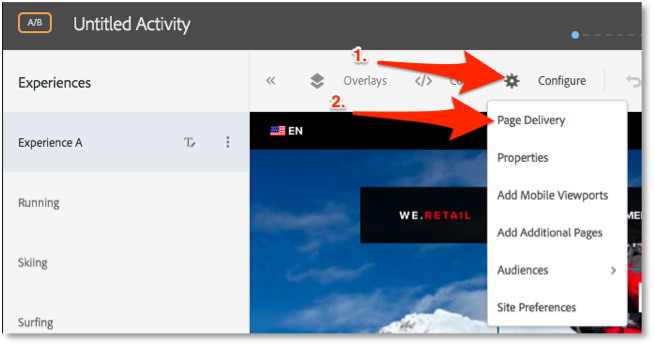 A/B
Untitled Activity
1.
Experiences
Overlays
</>
Configure
2.
EN
Page Delivery
Experience A
Properties
Running
Add Mobile Viewports
WE.RETAIL
Add Additional Pages
Skiing
Audiences
Site Preferences
Surfing